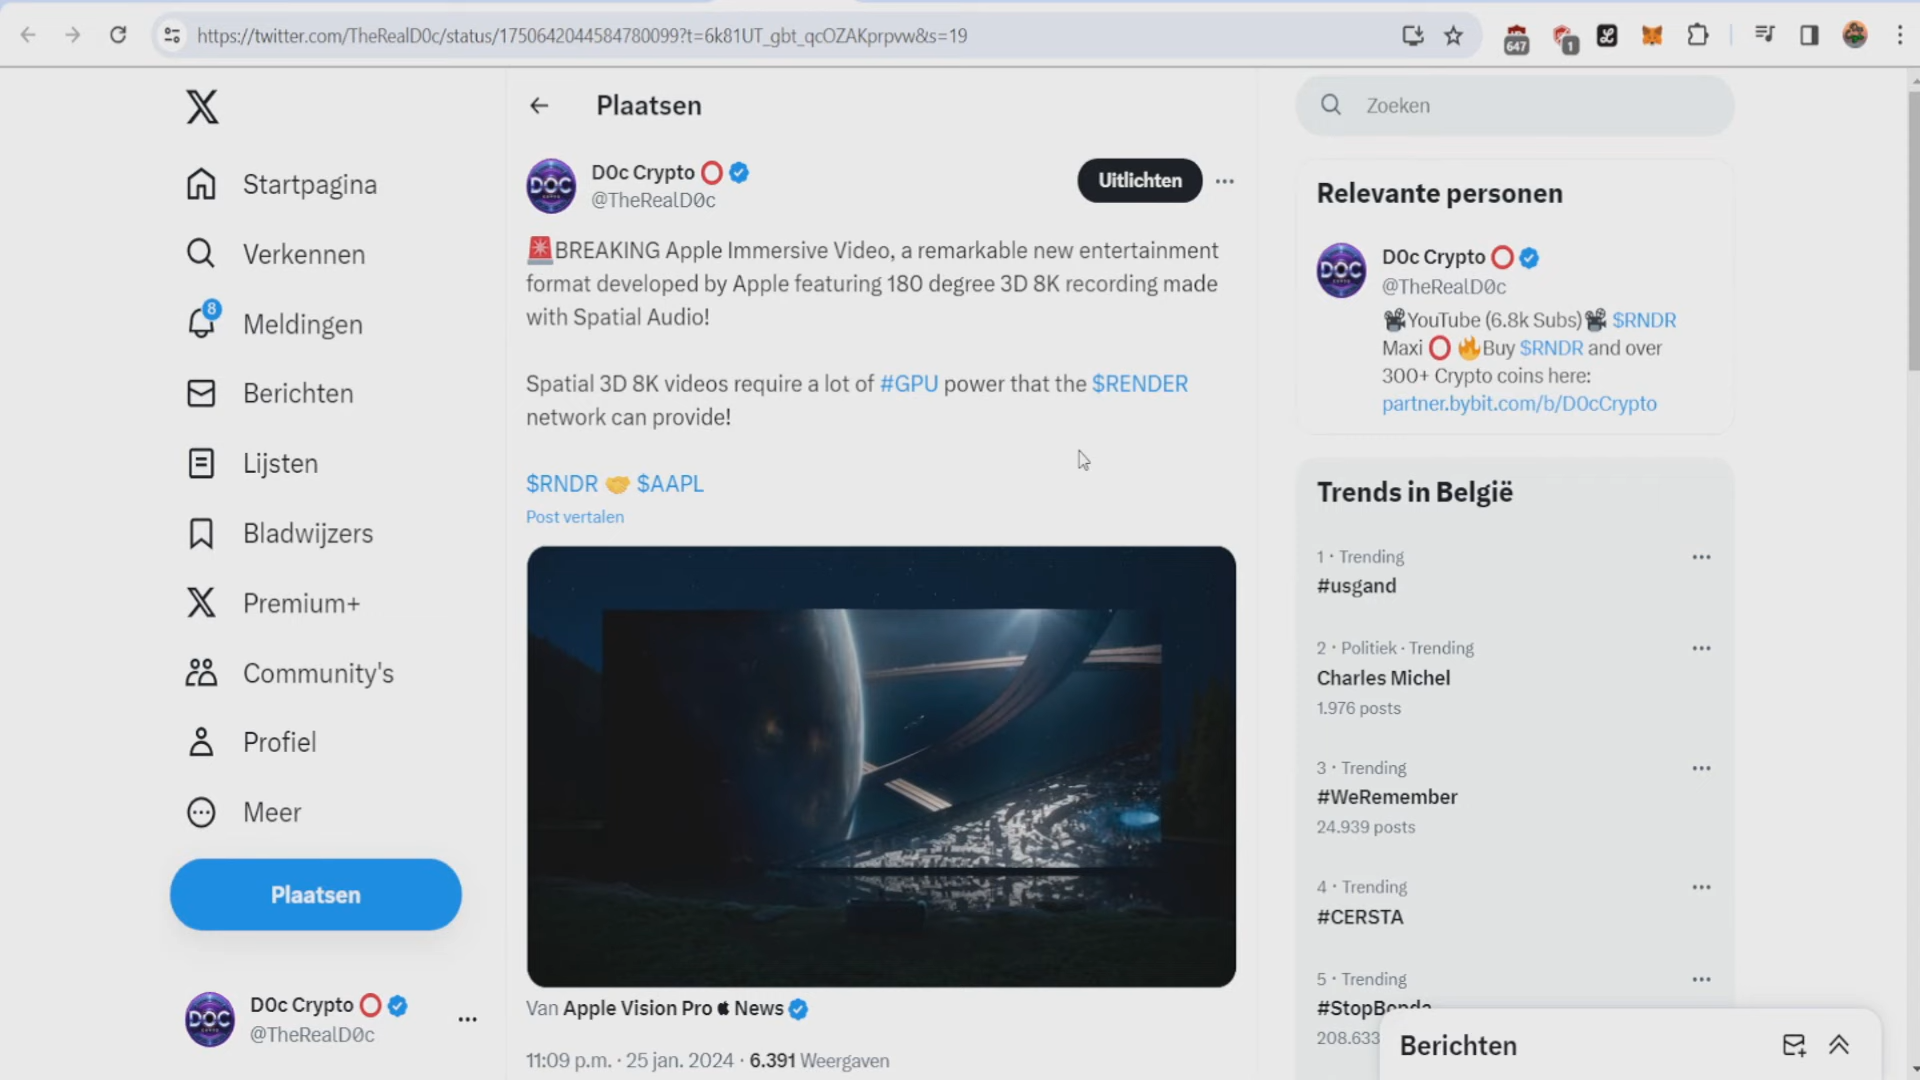 https://twitter.com/TheRealD0c/status/1750642044584780099?t=6k81UT_gbt_qcOZAKprpvw&s=19
647
1
Plaatsen
Zoeken
D0c Crypto
@TheRealD0c
Uitlichten
Startpagina
Verkennen
8
Meldingen
Berichten
Lijsten
Bladwijzers
Premium+
Community's
Profiel
Meer
Plaatsen
D0c Crypto
@TheRealD0c
BREAKING Apple Immersive Video, a remarkable new entertainment
format developed by Apple featuring 180 degree 3D 8K recording made
with Spatial Audio!
Spatial 3D 8K videos require a lot of #GPU power that the $RENDER
network can provide!
$RNDR 🤝 $AAPL
Post vertalen
Van Apple Vision Pro News
11:09 p.m. · 25 jan. 2024 · 6.391 Weergaven
Relevante personen
D0c Crypto
@TheRealD0c
YouTube (6.8k Subs) $RNDR
Maxi ⭕ 🔥Buy $RNDR and over
300+ Crypto coins here:
partner.bybit.com/b/D0cCrypto
Trends in België
1 · Trending
#usgand
2 · Politiek · Trending
Charles Michel
1.976 posts
3 · Trending
#WeRemember
24.939 posts
4 · Trending
#CERSTA
5 · Trending
#StopBonda
208.633
Berichten
DOC
DOC
DOC